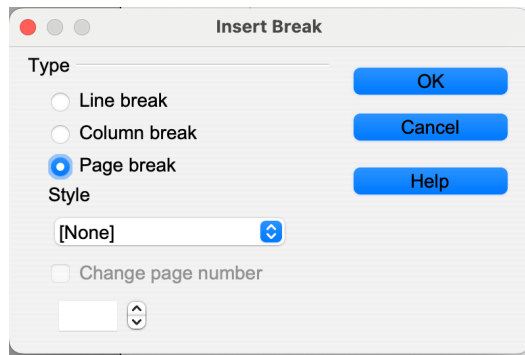 Insert Break
Type
Line break
Column break
Page break
Style
[None]
Change page number
OK
Cancel
Help